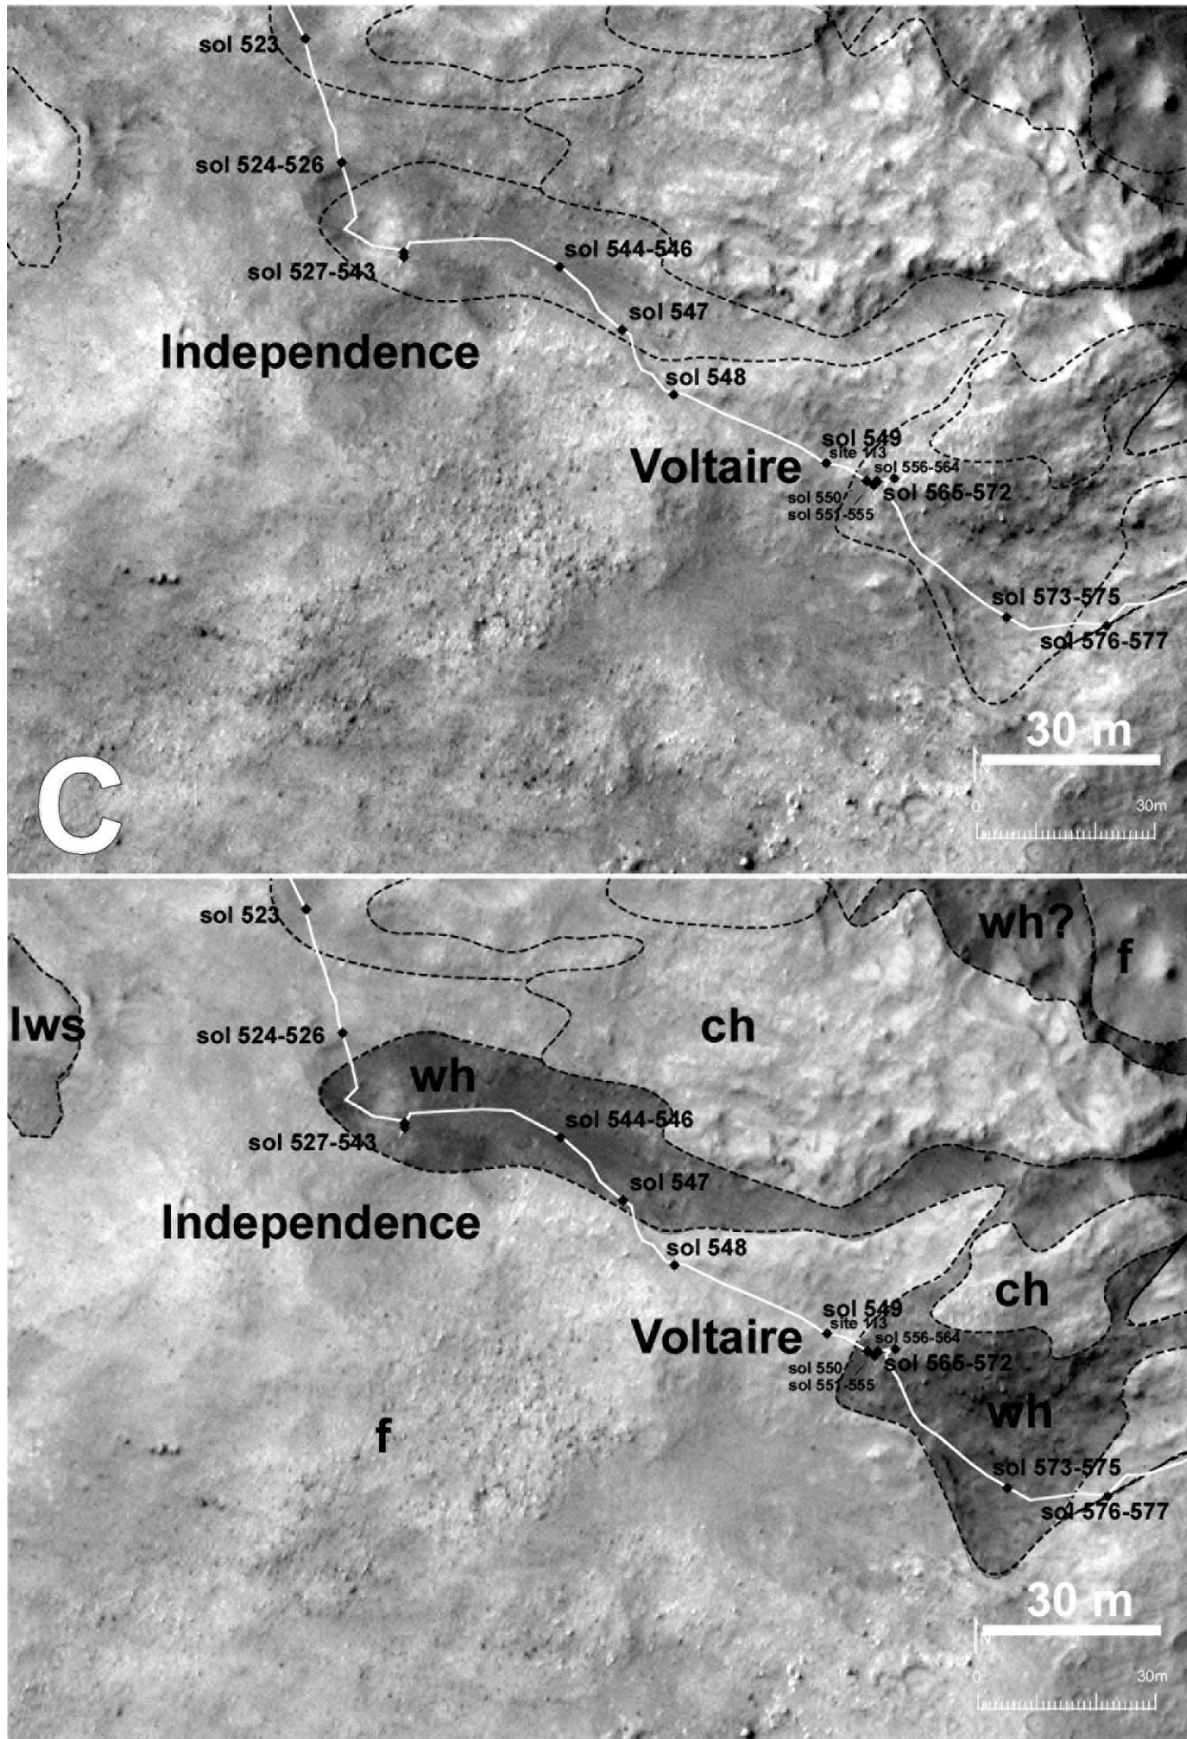 sol 523
sol 524-526
sol 544-546
sol 527-543
sol 547
Independence
sol 548
sol 549
site 113
Voltaire
sol 556-564
sol 550
sol 565-572
sol 551-555
sol 573-575
sol 576-577
30 m
C
0
30m
wh?
sol 523
f
lws
ch
sol 524-526
wh
sol 544-546
sol 527-543
sol 547
Independence
sol 548
ch
sol 549
site 113
Voltaire
sol 556-564
sol 550
sol 565-572
sol 551-555
wh
f
sol 573-575
sol 576-577
30 m
0
30m